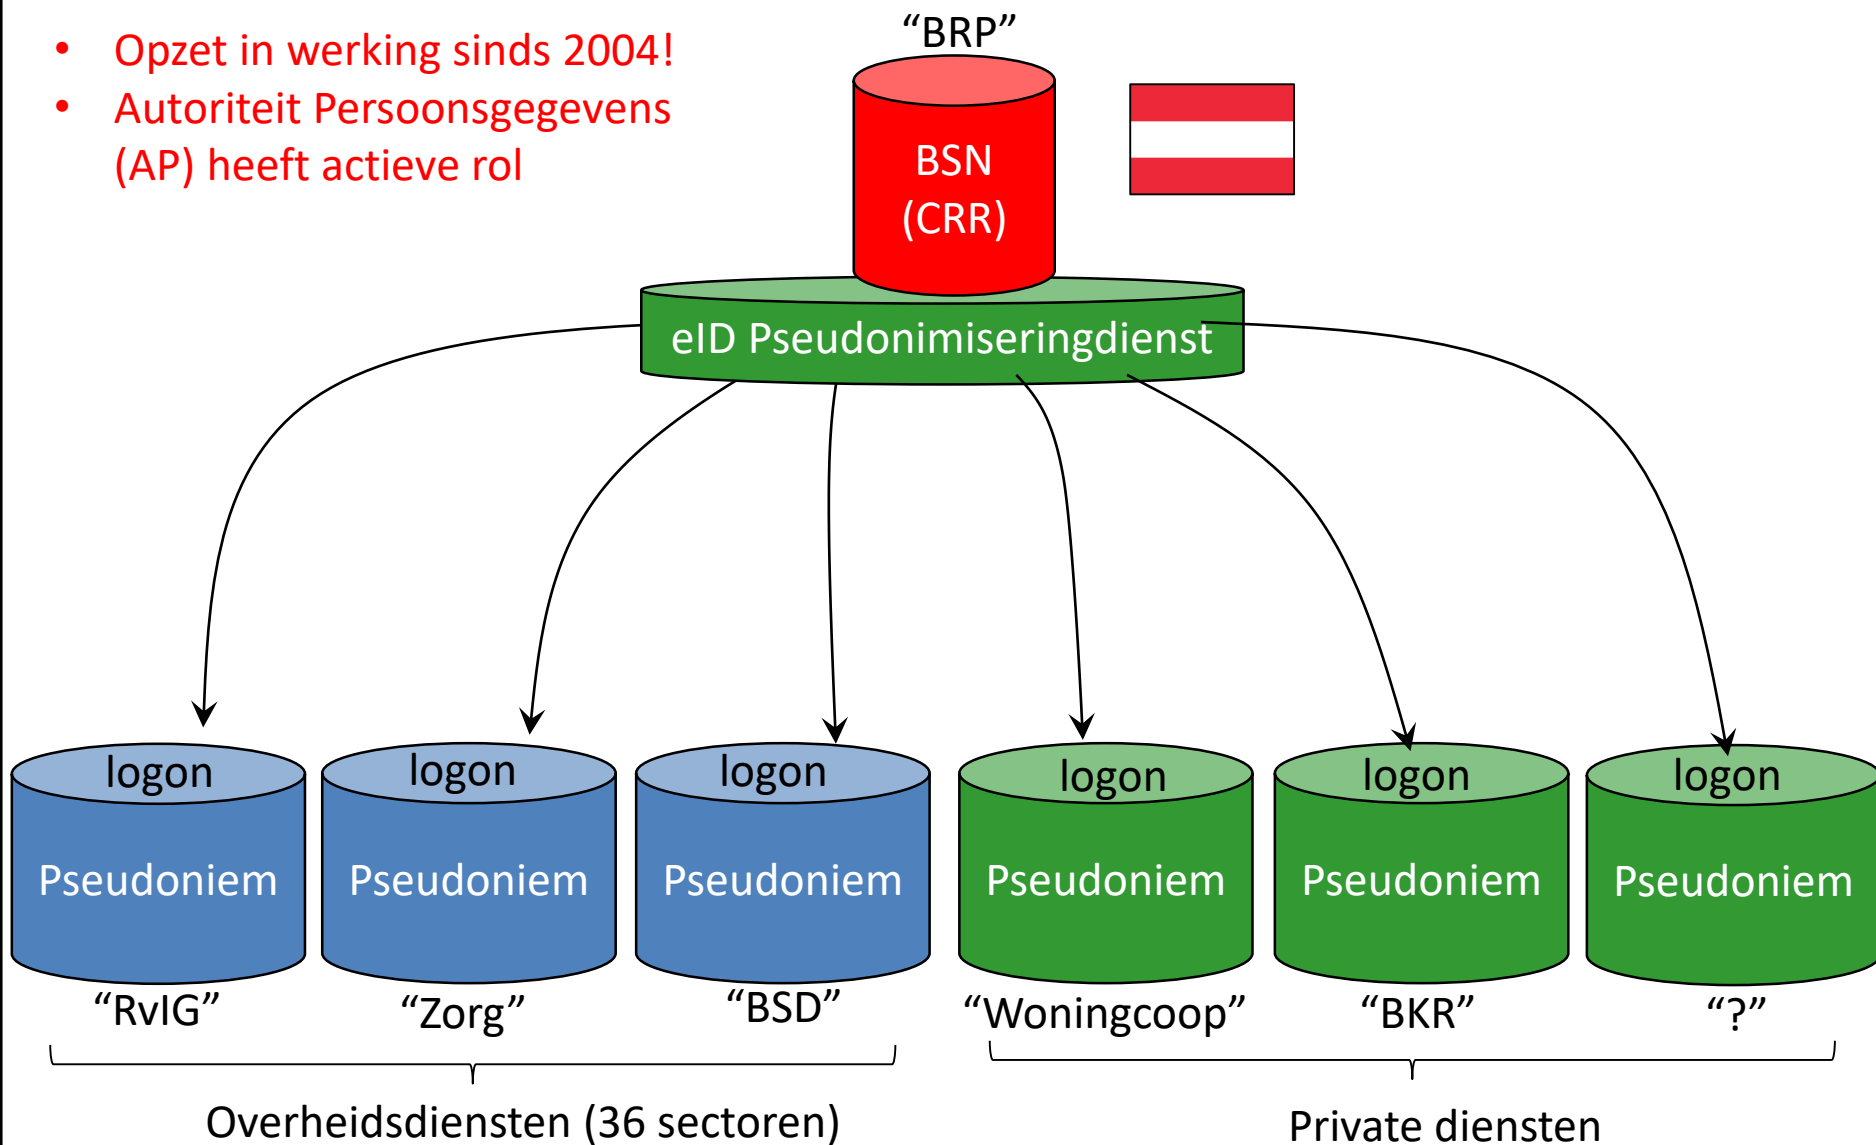 • Opzet in werking sinds 2004!
• Autoriteit Persoonsgegevens
(AP) heeft actieve rol
“BRP”
BSN
(CRR)
eID Pseudonimiseringdienst
logon
logon
logon
logon
logon
logon
Pseudoniem
Pseudoniem
Pseudoniem
Pseudoniem
Pseudoniem
Pseudoniem
“RvIG”
“Zorg”
“BSD”
“Woningcoop”
“BKR”
“?”
Overheidsdiensten (36 sectoren)
Private diensten